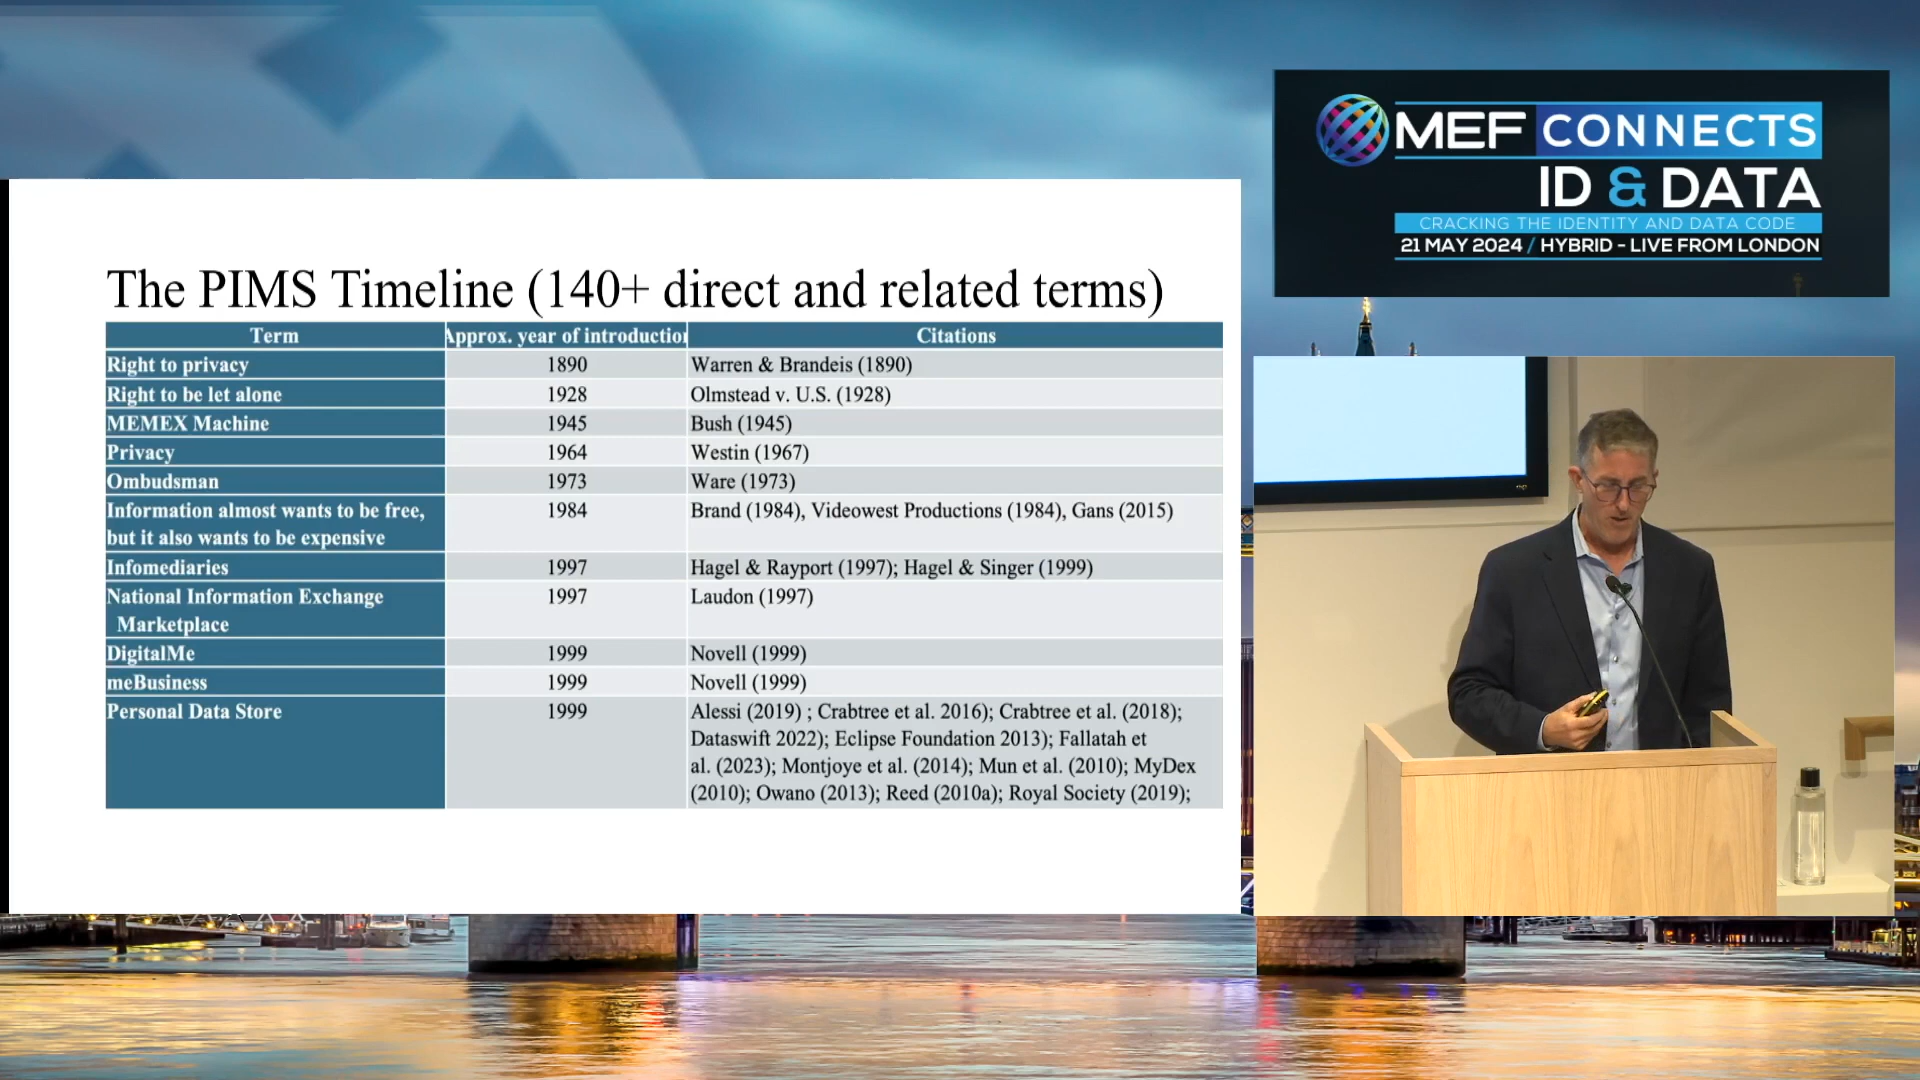 MEF CONNECTS
ID & DATA
CRACKING THE IDENTITY AND DATA CODE
21 MAY 2024 / HYBRID – LIVE FROM LONDON
The PIMS Timeline (140+ direct and related terms)
Term Approx. year of introduction Citations
Right to privacy 1890 Warren & Brandeis (1890)
Right to be let alone 1928 Olmstead v. U.S. (1928)
MEMEX Machine 1945 Bush (1945)
Privacy 1964 Westin (1967)
Ombudsman 1973 Ware (1973)
Information almost wants to be free, 1984 Brand (1984), Videowest Productions (1984), Gans (2015)
but it also wants to be expensive
Infomediaries 1997 Hagel & Rayport (1997); Hagel & Singer (1999)
National Information Exchange 1997 Laudon (1997)
Marketplace
DigitalMe 1999 Novell (1999)
meBusiness 1999 Novell (1999)
Personal Data Store 1999 Alessi (2019) ; Crabtree et al. 2016); Crabtree et al. (2018);
Dataswift 2022); Eclipse Foundation 2013); Fallatah et
al. (2023); Montjoye et al. (2014); Mun et al. (2010); MyDex
(2010); Owano (2013); Reed (2010a); Royal Society (2019);